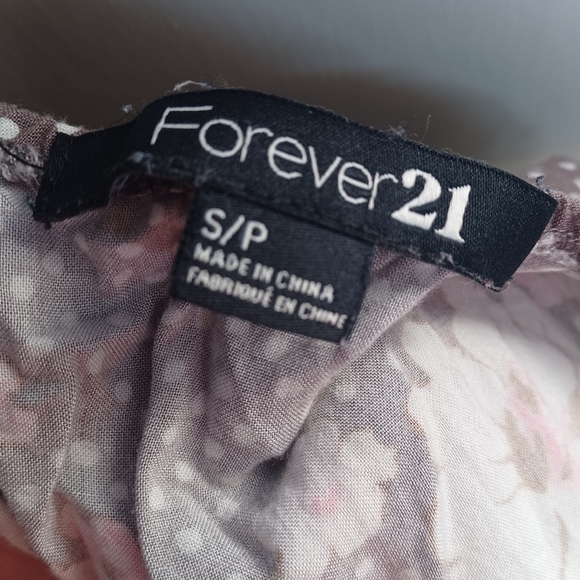 Forever21
S/P
MADE IN CHINA
FABRIQUÉ EN CHINE